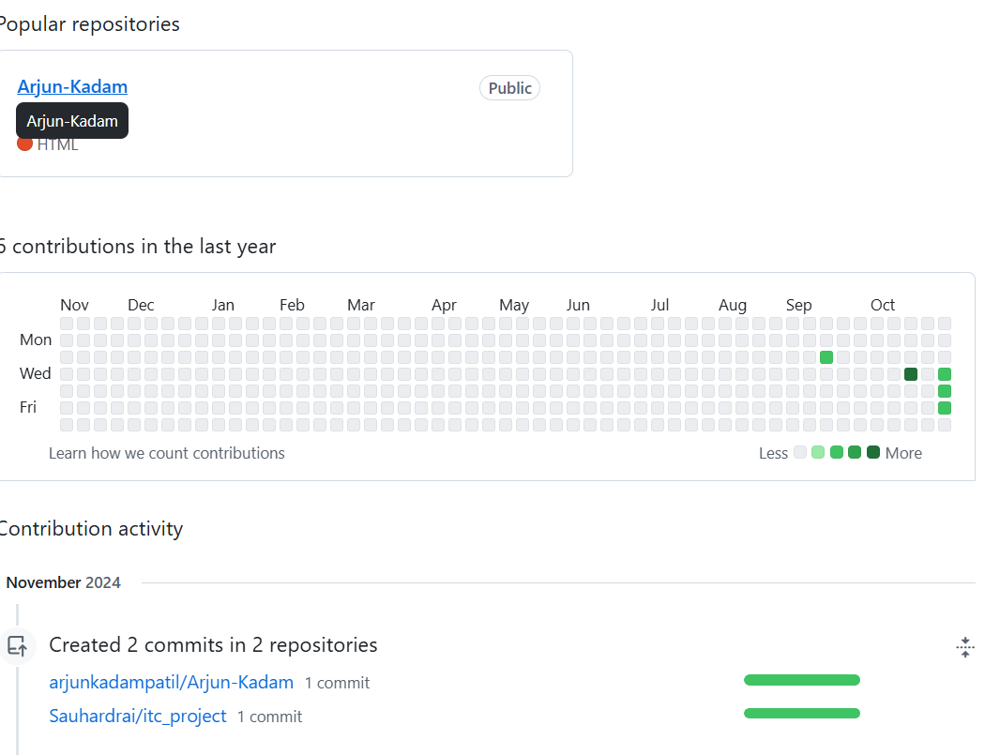 Popular repositories
Arjun-Kadam Public
Arjun-Kadam
HTML
6 contributions in the last year
Nov Dec Jan Feb Mar Apr May Jun Jul Aug Sep Oct
Mon
Wed
Fri
Learn how we count contributions Less More
Contribution activity
November 2024
Created 2 commits in 2 repositories
arjunkadampatil/Arjun-Kadam 1 commit
Sauhardrai/itc_project 1 commit